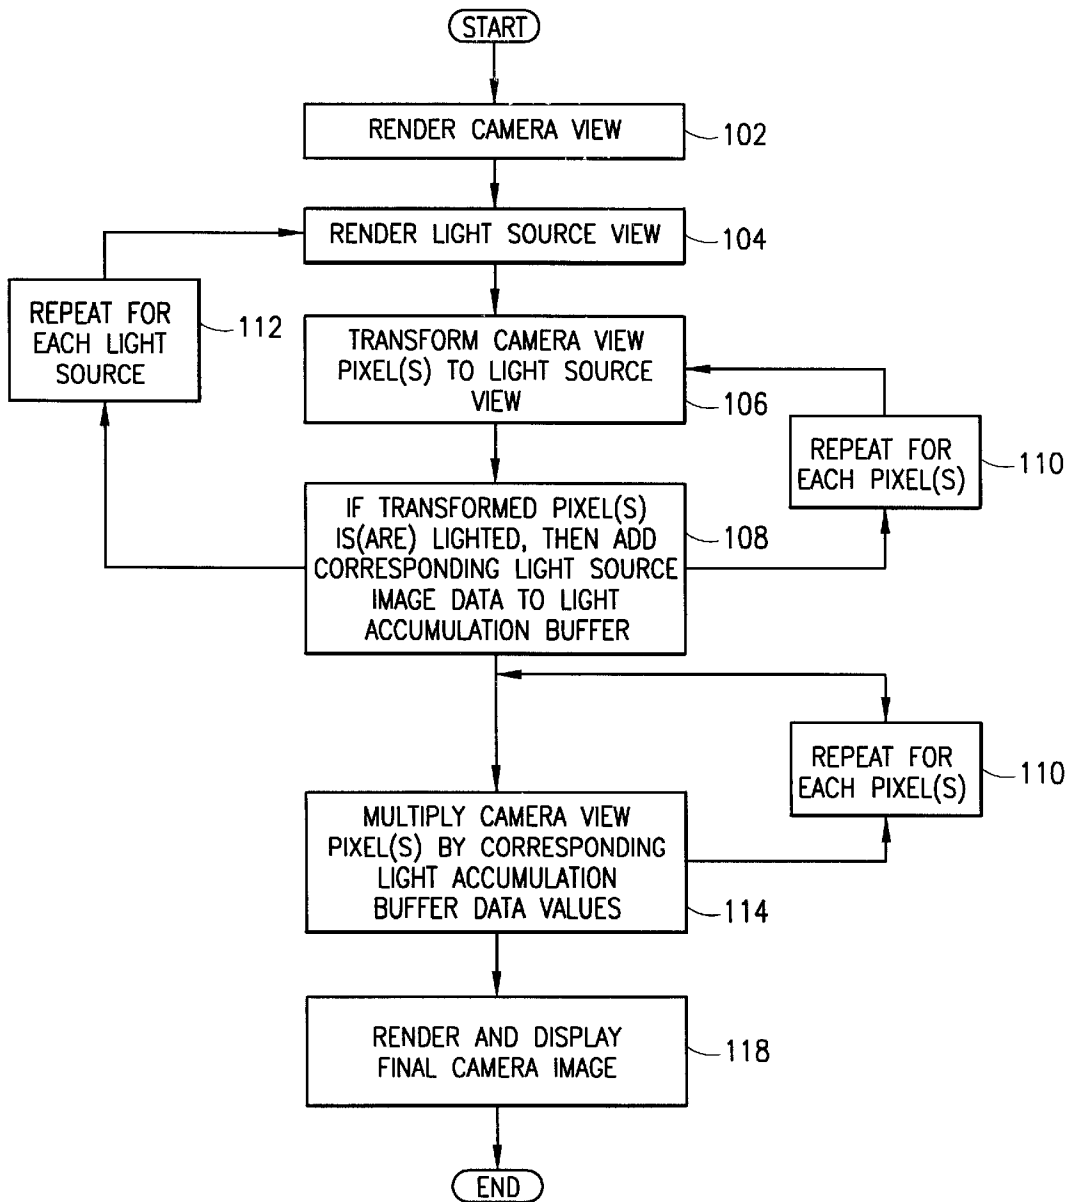 START
RENDER CAMERA VIEW
102
RENDER LIGHT SOURCE VIEW
104
REPEAT FOR
EACH LIGHT
SOURCE
112
TRANSFORM CAMERA VIEW
PIXEL(S) TO LIGHT SOURCE
VIEW
106
REPEAT FOR
EACH PIXEL(S)
110
IF TRANSFORMED PIXEL(S)
IS(ARE) LIGHTED, THEN ADD
CORRESPONDING LIGHT SOURCE
IMAGE DATA TO LIGHT
ACCUMULATION BUFFER
108
REPEAT FOR
EACH PIXEL(S)
110
MULTIPLY CAMERA VIEW
PIXEL(S) BY CORRESPONDING
LIGHT ACCUMULATION
BUFFER DATA VALUES
114
RENDER AND DISPLAY
FINAL CAMERA IMAGE
118
END